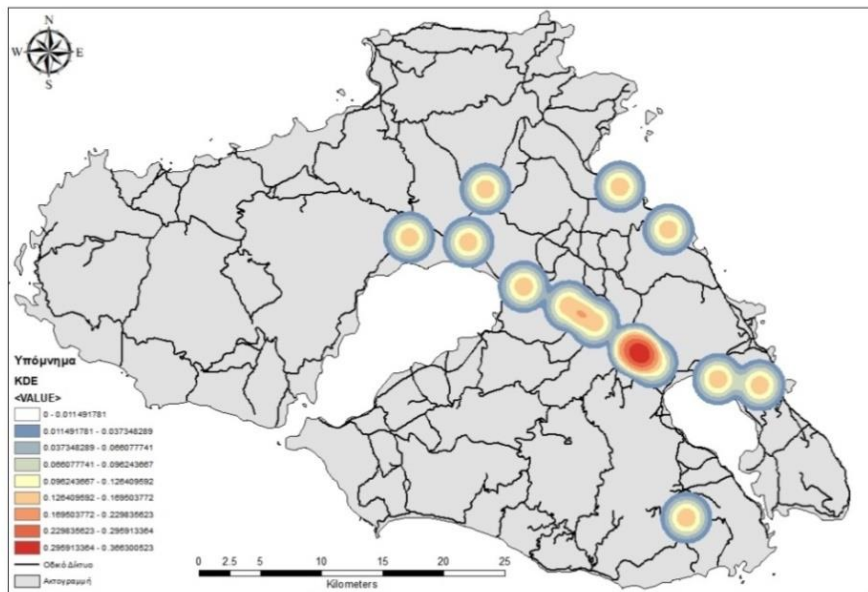 N
W E
S
Υπόμνημα
KDE
<VALUE>
0 - 0.011491781
0.011491781 - 0.037348289
0.037348289 - 0.066077741
0.066077741 - 0.096243667
0.096243667 - 0.126409592
0.126409592 - 0.169503772
0.169503772 - 0.229835623
0.229835623 - 0.295913364
0.295913364 - 0.366300523
Οδικό Δίκτυο
Ακτογραμμή
0 2.5 5 10 15 20 25
Kilometers